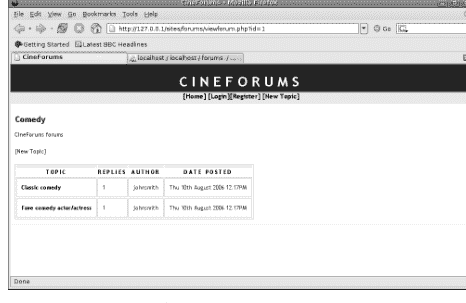 CineForums - Mozilla Firefox
File Edit View Go Bookmarks Tools Help
http://127.0.0.1/sites/forums/viewforum.php?id=1 Go
Getting Started Latest BBC Headlines
CineForums localhost / localhost / forums / ...
CINEFORUMS
[Home] [Login][Register] [New Topic]
Comedy
CineForums forums
[New Topic]
TOPIC REPLIES AUTHOR DATE POSTED
Classic comedy 1 johnsmith Thu 10th August 2006 12.17PM
Fave comedy actor/actress 1 johnsmith Thu 10th August 2006 12.17PM
Done